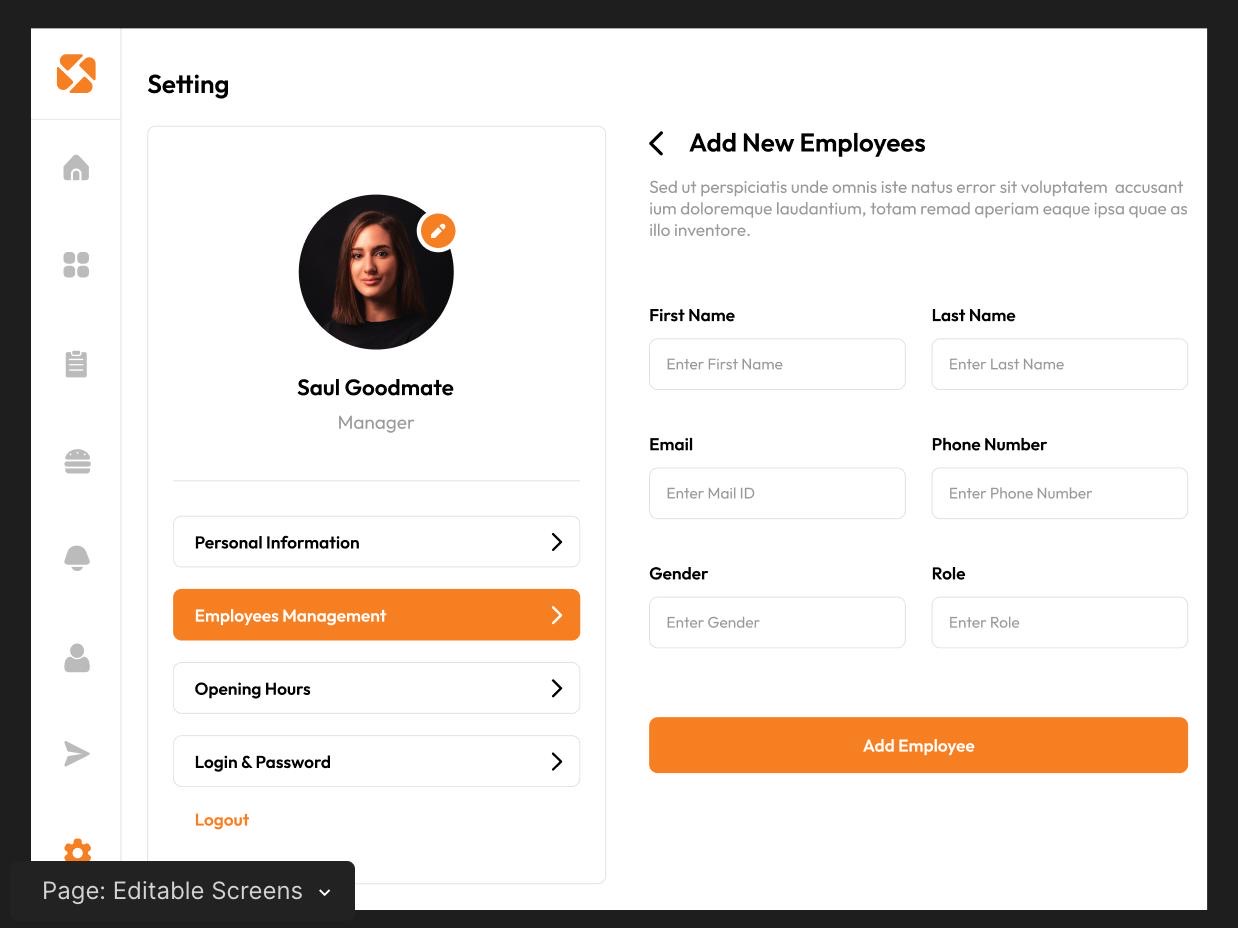 Setting
Saul Goodmate
Manager
Personal Information
Employees Management
Opening Hours
Login & Password
Logout
Add New Employees
Sed ut perspiciatis unde omnis iste natus error sit voluptatem  accusant
ium doloremque laudantium, totam remad aperiam eaque ipsa quae as
illo inventore.
First Name
Last Name
Enter First Name
Enter Last Name
Email
Phone Number
Enter Mail ID
Enter Phone Number
Gender
Role
Enter Gender
Enter Role
Add Employee
Page: Editable Screens